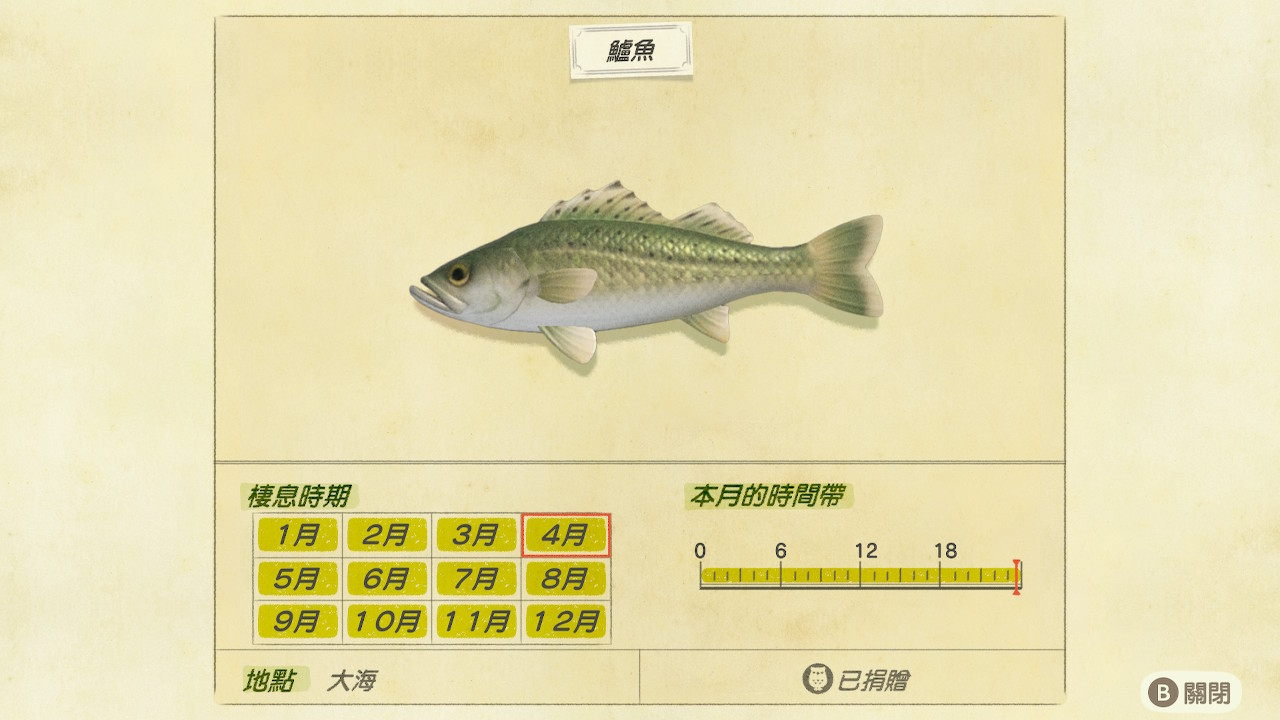 鱸魚
棲息時期
1月 2月 3月 4月
5月 6月 7月 8月
9月 10月 11月 12月
本月的時間帶
0 6 12 18
地點 大海
已捐贈
B 關閉